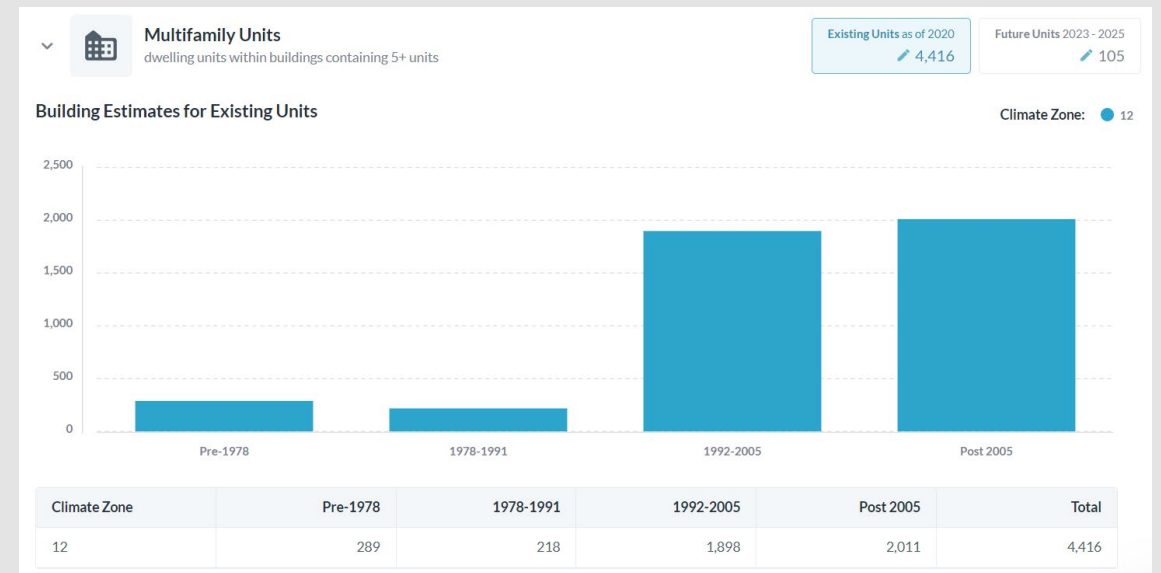 Multifamily Units
dwelling units within buildings containing 5+ units
Existing Units as of 2020
4,416
Future Units 2023 - 2025
105
Building Estimates for Existing Units
Climate Zone: 12
2,500
2,000
1,500
1,000
500
0
Pre-1978 1978-1991 1992-2005 Post 2005
Climate Zone Pre-1978 1978-1991 1992-2005 Post 2005 Total
12 289 218 1,898 2,011 4,416